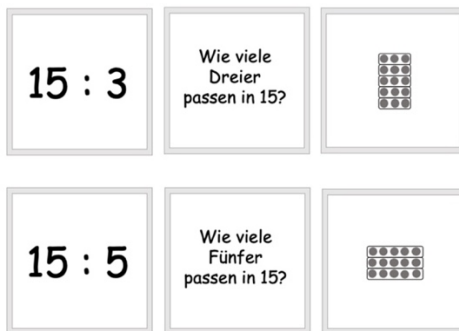 15 : 3
Wie viele
Dreier
passen in 15?
15 : 5
Wie viele
Fünfer
passen in 15?